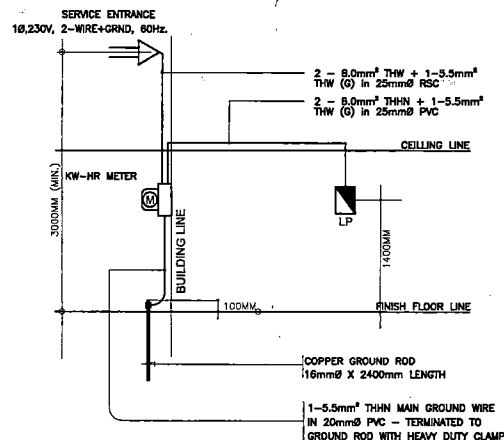 SERVICE ENTRANCE
1Ø,230V, 2-WIRE+GRND, 60Hz.
2 - 8.0mm² THW + 1-5.5mm²
THW (G) in 25mmØ RSC
2 - 8.0mm² THHN + 1-5.5mm²
THW (G) in 25mmØ PVC
CEILLING LINE
KW-HR METER
M
3000MM (MIN.)
BUILDING LINE
LP
1400MM
100MM
FINISH FLOOR LINE
COPPER GROUND ROD
16mmØ X 2400mm LENGTH
1-5.5mm² THHN MAIN GROUND WIRE
IN 20mmØ PVC - TERMINATED TO
GROUND ROD WITH HEAVY DUTY CLAMP